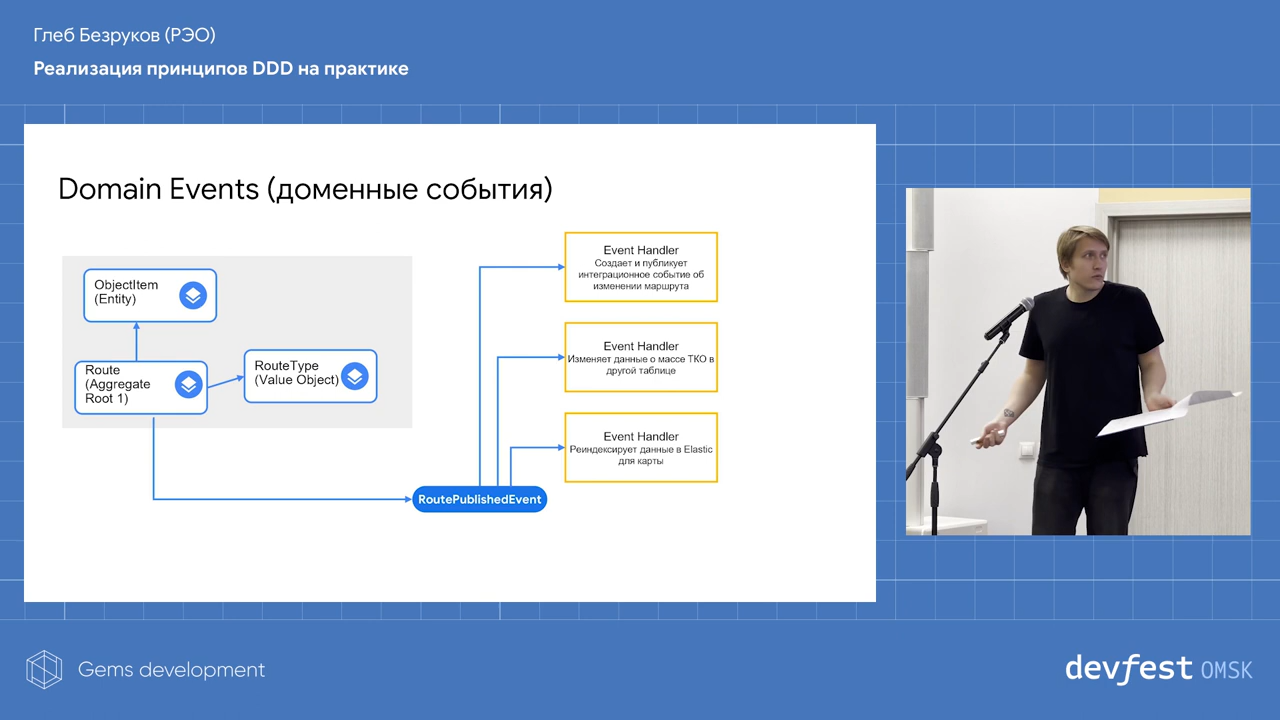 Глеб Безруков (РЭО)
Реализация принципов DDD на практике
Domain Events (доменные события)
ObjectItem
(Entity)
Route
(Aggregate
Root 1)
RouteType
(Value Object)
RoutePublishedEvent
Event Handler
Создает и публикует
интеграционное событие об
изменении маршрута
Event Handler
Изменяет данные о массе ТКО в
другой таблице
Event Handler
Реиндексирует данные в Elastic
для карты
Gems development
devfest OMSK